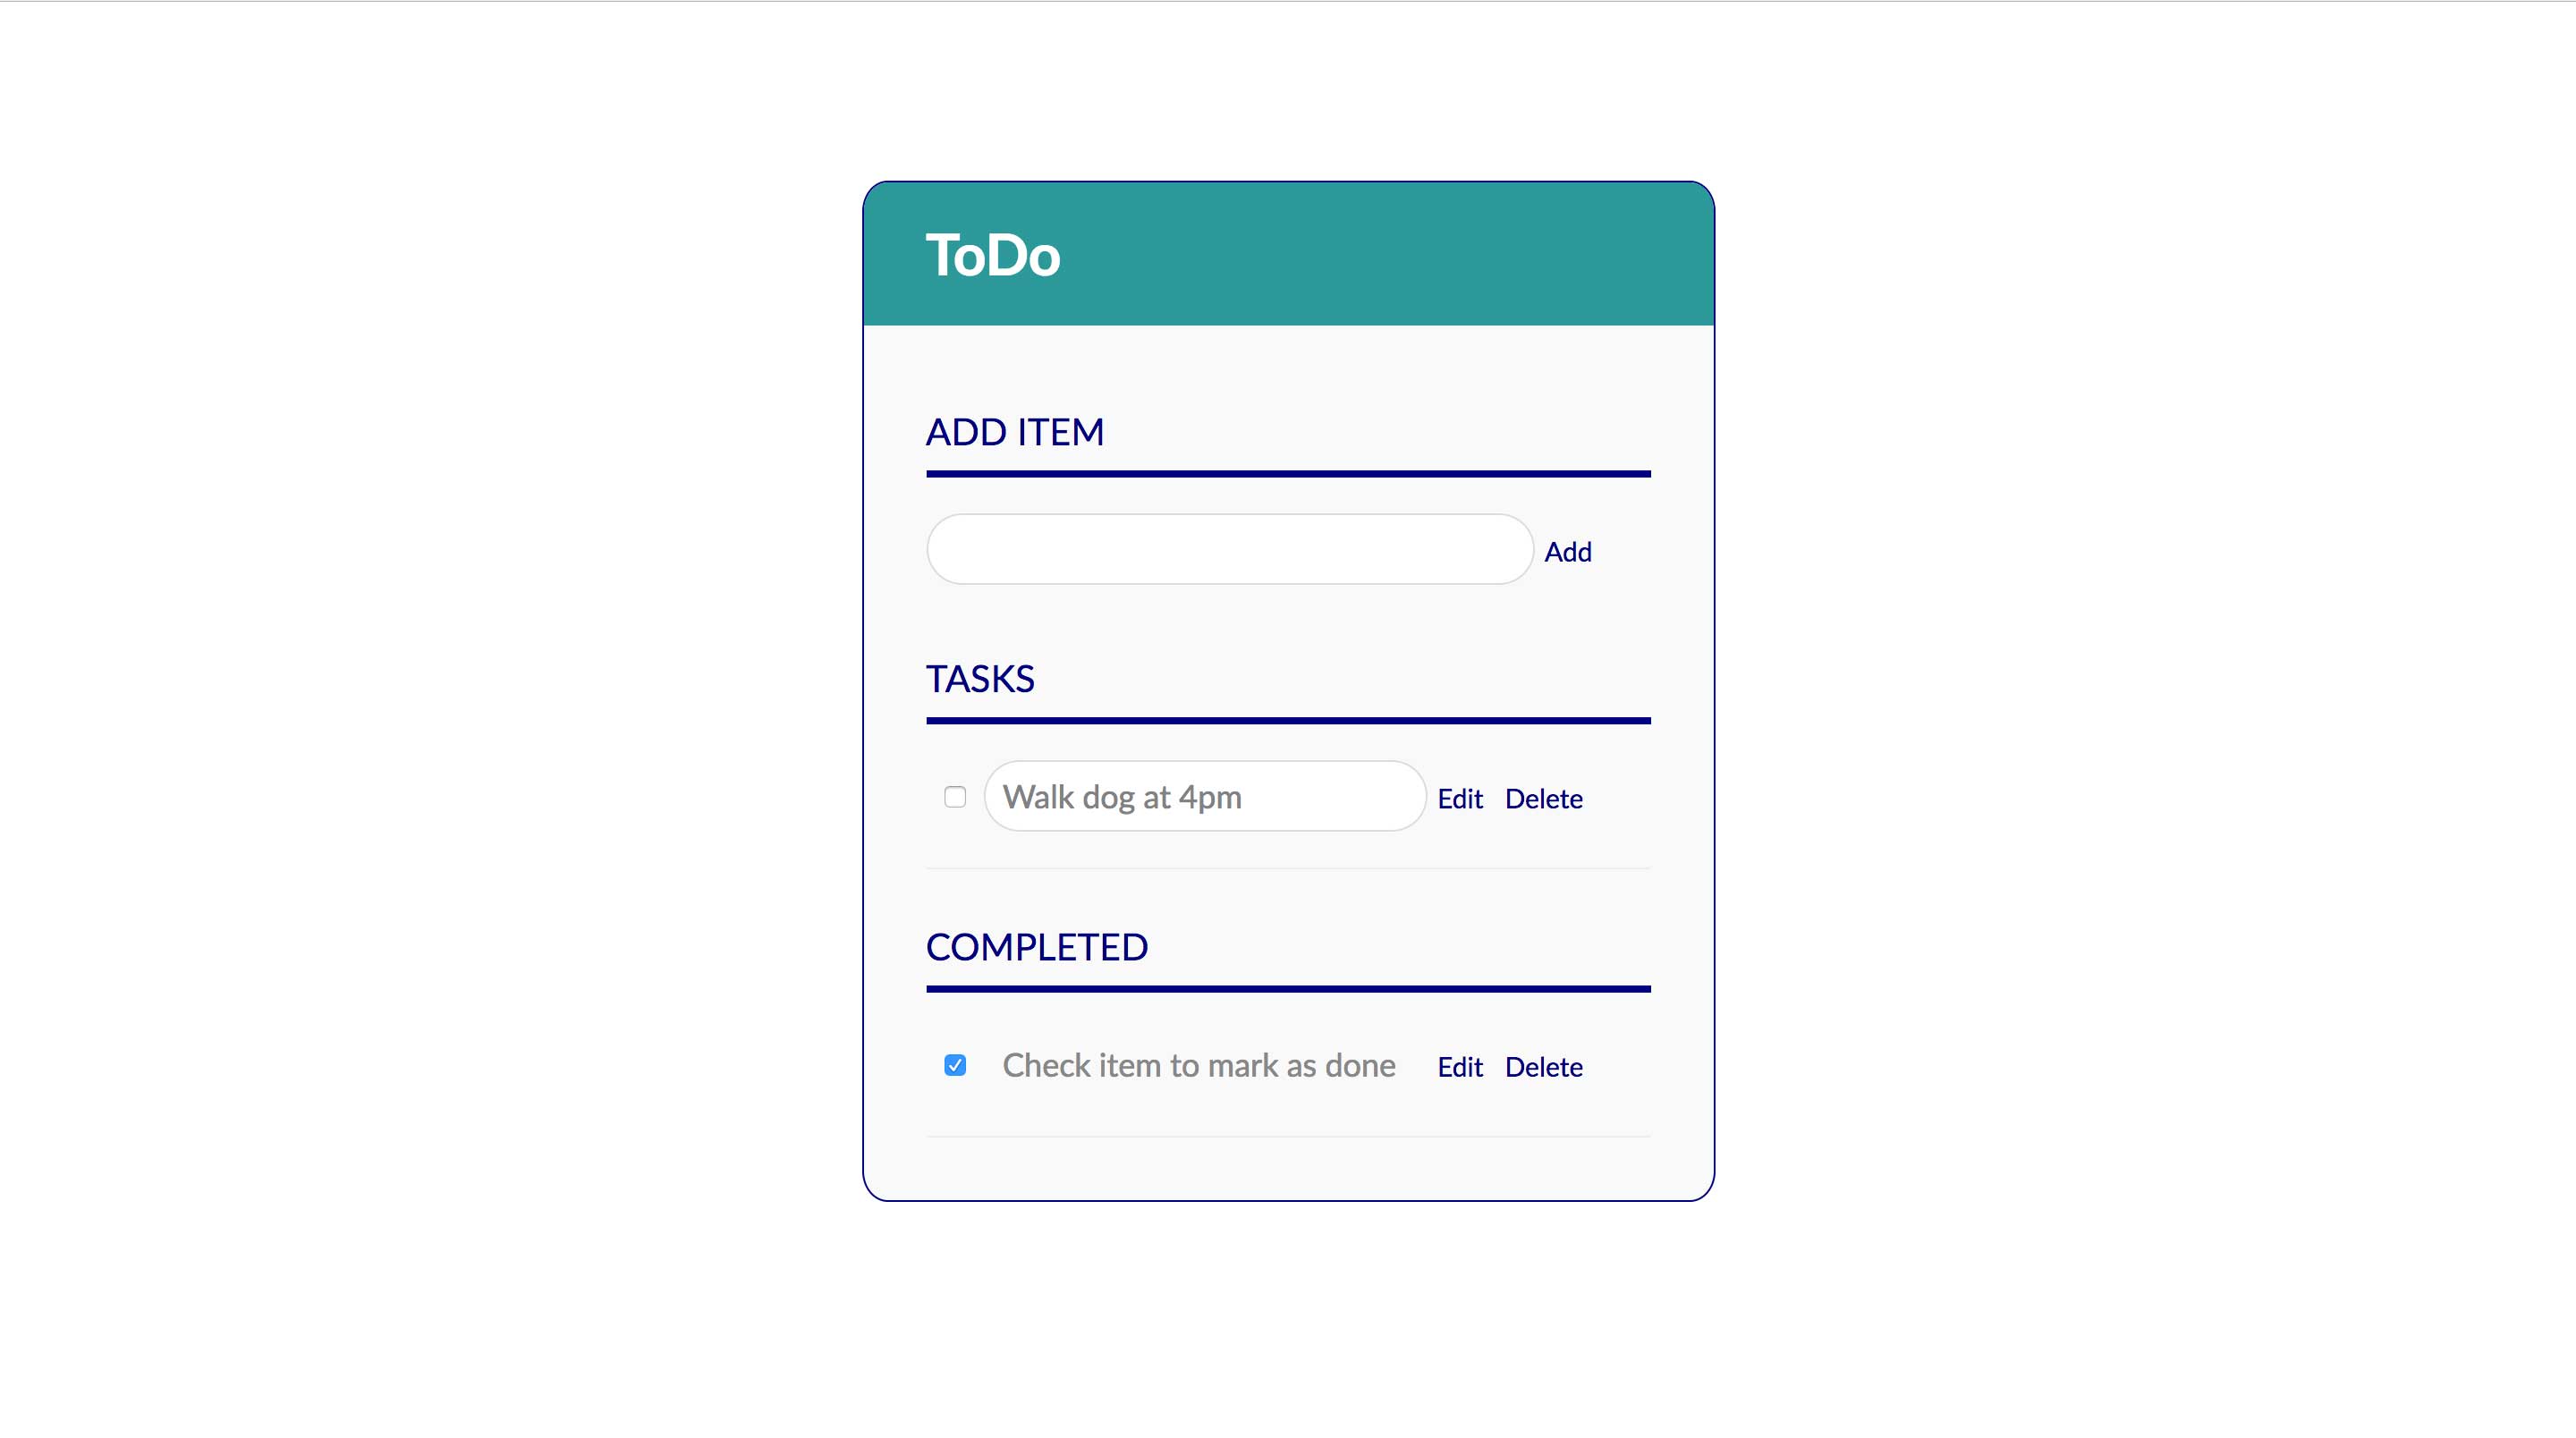 ToDo
ADD ITEM
Add
TASKS
Walk dog at 4pm Edit Delete
COMPLETED
Check item to mark as done Edit Delete